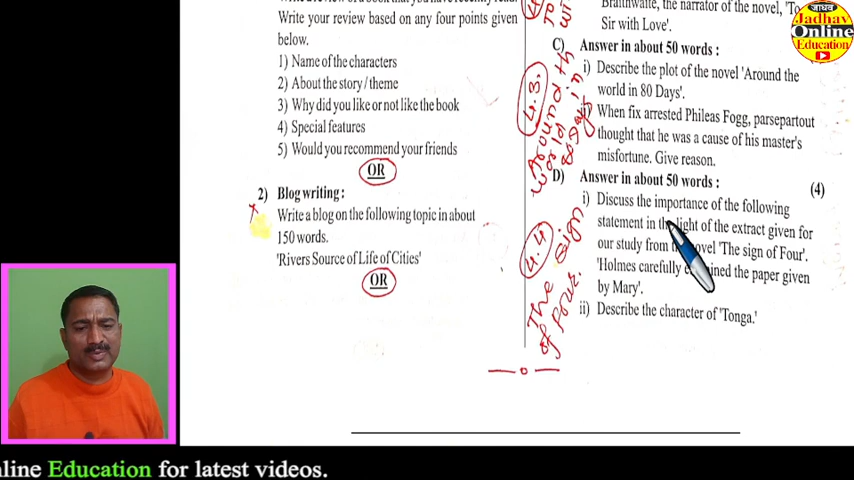 Write your review based on any four points given
below.
1) Name of the characters
2) About the story / theme
3) Why did you like or not like the book
4) Special features
5) Would you recommend your friends
OR
2) Blog writing :
Write a blog on the following topic in about
150 words.
'Rivers Source of Life of Cities'
OR
Braithwaite, the narrator of the novel, 'To
Sir with Love'.
C) Answer in about 50 words :
i) Describe the plot of the novel 'Around the
world in 80 Days'.
When fix arrested Phileas Fogg, parsepartout
thought that he was a cause of his master's
misfortune. Give reason.
D) Answer in about 50 words : (4)
i) Discuss the importance of the following
statement in the light of the extract given for
our study from novel 'The sign of Four'.
'Holmes carefully the paper given
by Mary'.
ii) Describe the character of 'Tonga.'
4.3.
Around th
world in
80 Days
4.4
The Sign
of Four.
जाधव
Jadhav
Online
Education
nline Education for latest videos.